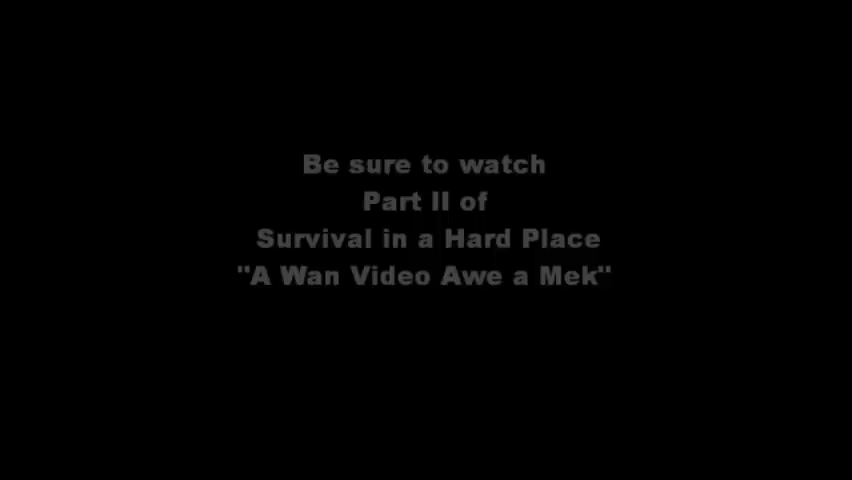 Be sure to watch
Part II of
Survival in a Hard Place
"A Wan Video Awe a Mek"